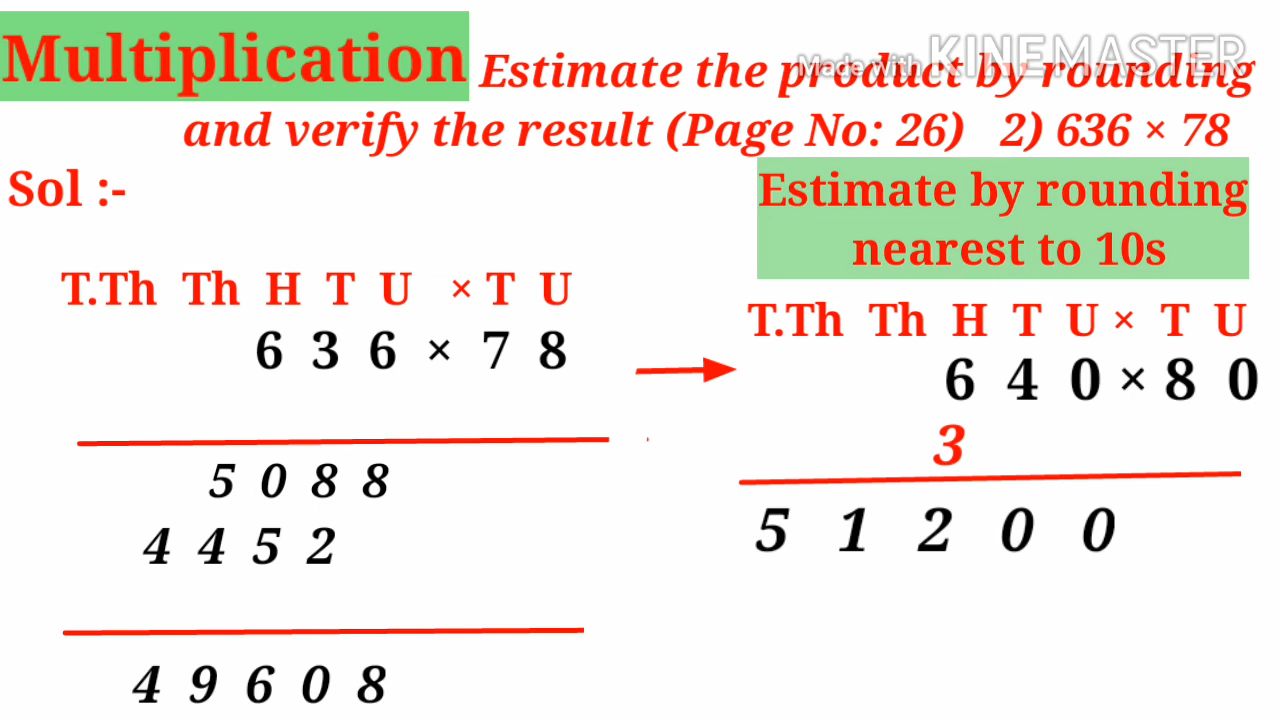 Multiplication Estimate the product by rounding
Made with KINEMASTER
and verify the result (Page No: 26) 2) 636 × 78
Sol :-
Estimate by rounding
nearest to 10s
T.Th Th H T U × T U
6 3 6 × 7 8
5 0 8 8
4 4 5 2
4 9 6 0 8
T.Th Th H T U × T U
6 4 0 × 8 0
3
5 1 2 0 0